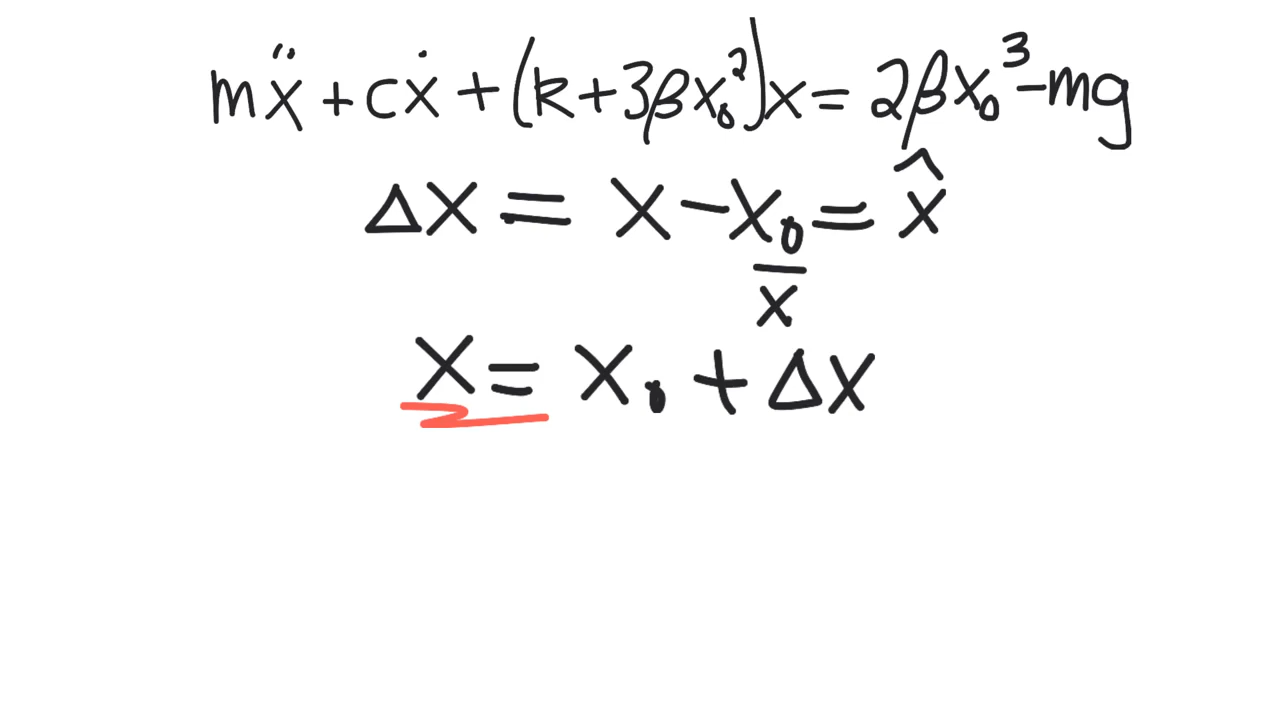 mẍ + cẋ + (k + 3βx₀²)x = 2βx₀³ - mg
Δx = x - x₀ = x̂
x̅
x = x₀ + Δx